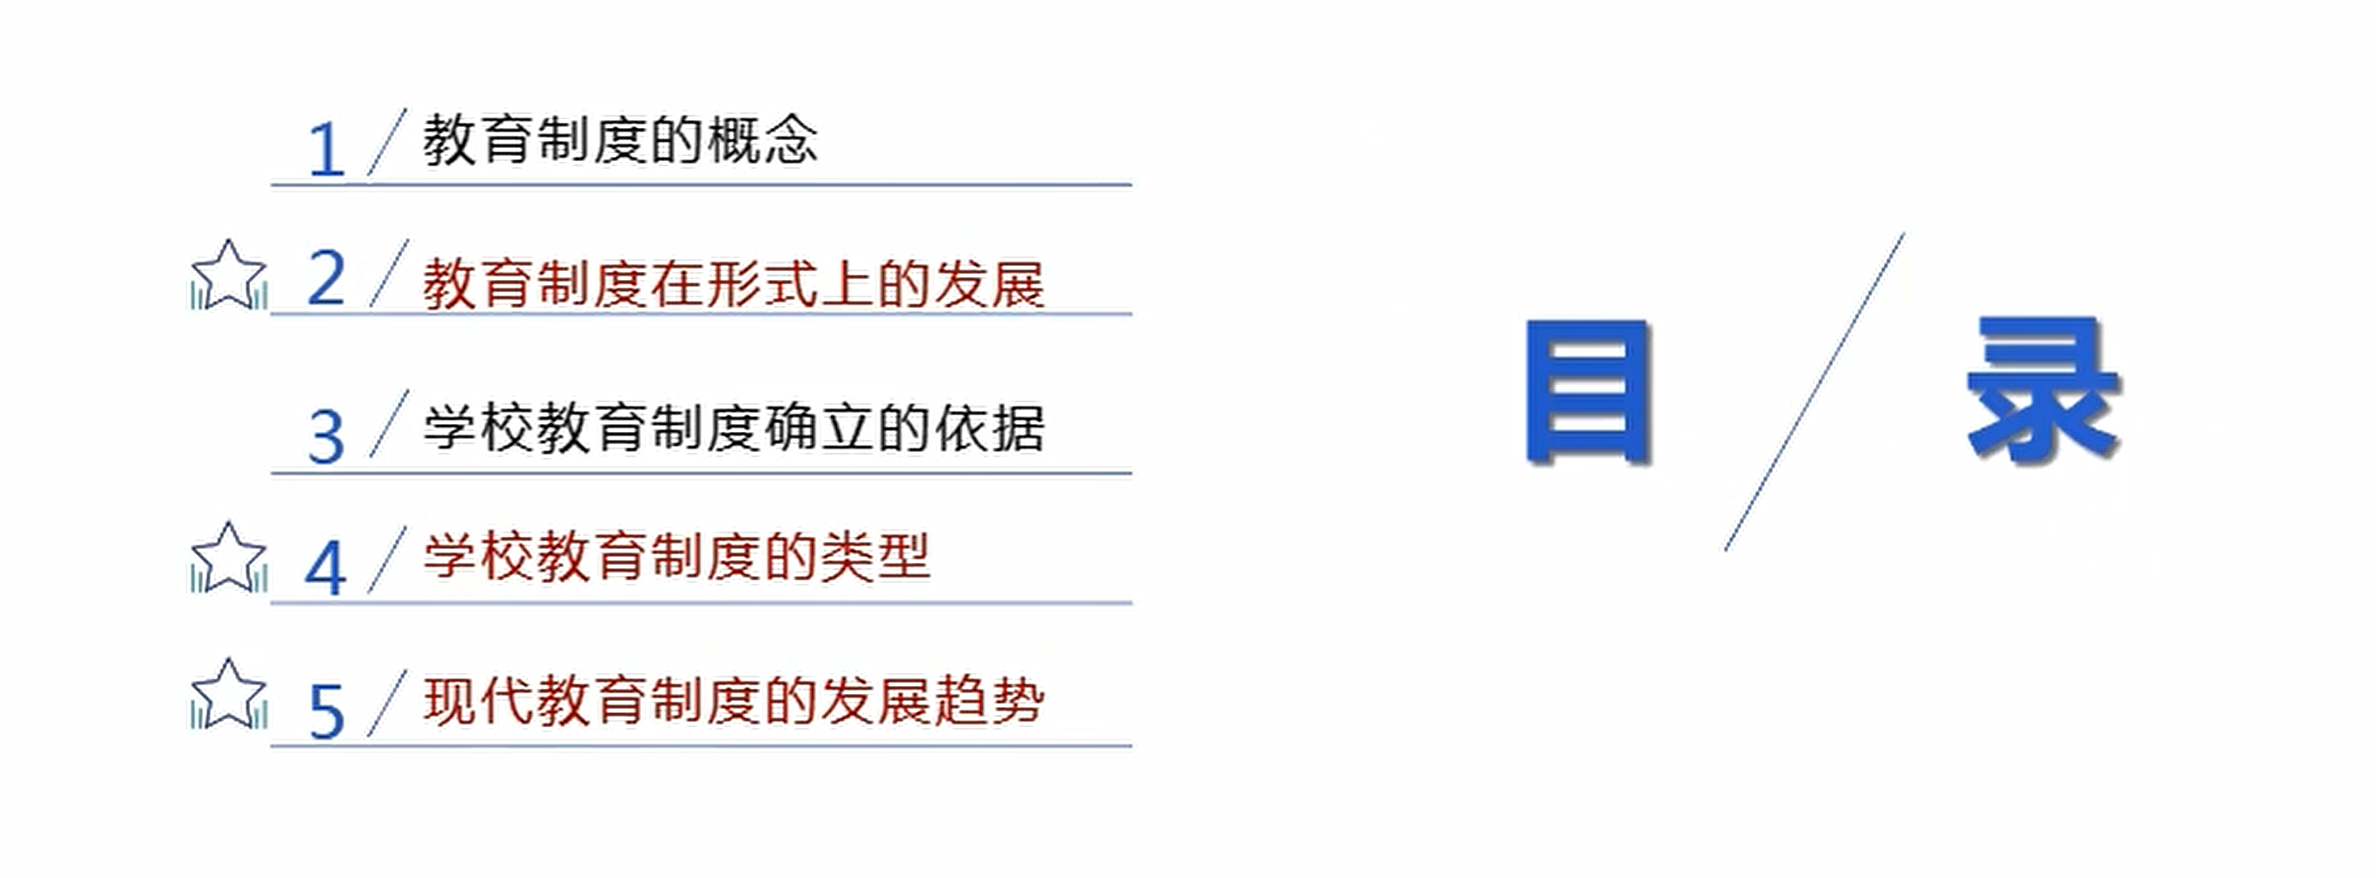 1 / 教育制度的概念
2 / 教育制度在形式上的发展
3 / 学校教育制度确立的依据
4 / 学校教育制度的类型
5 / 现代教育制度的发展趋势
目 / 录